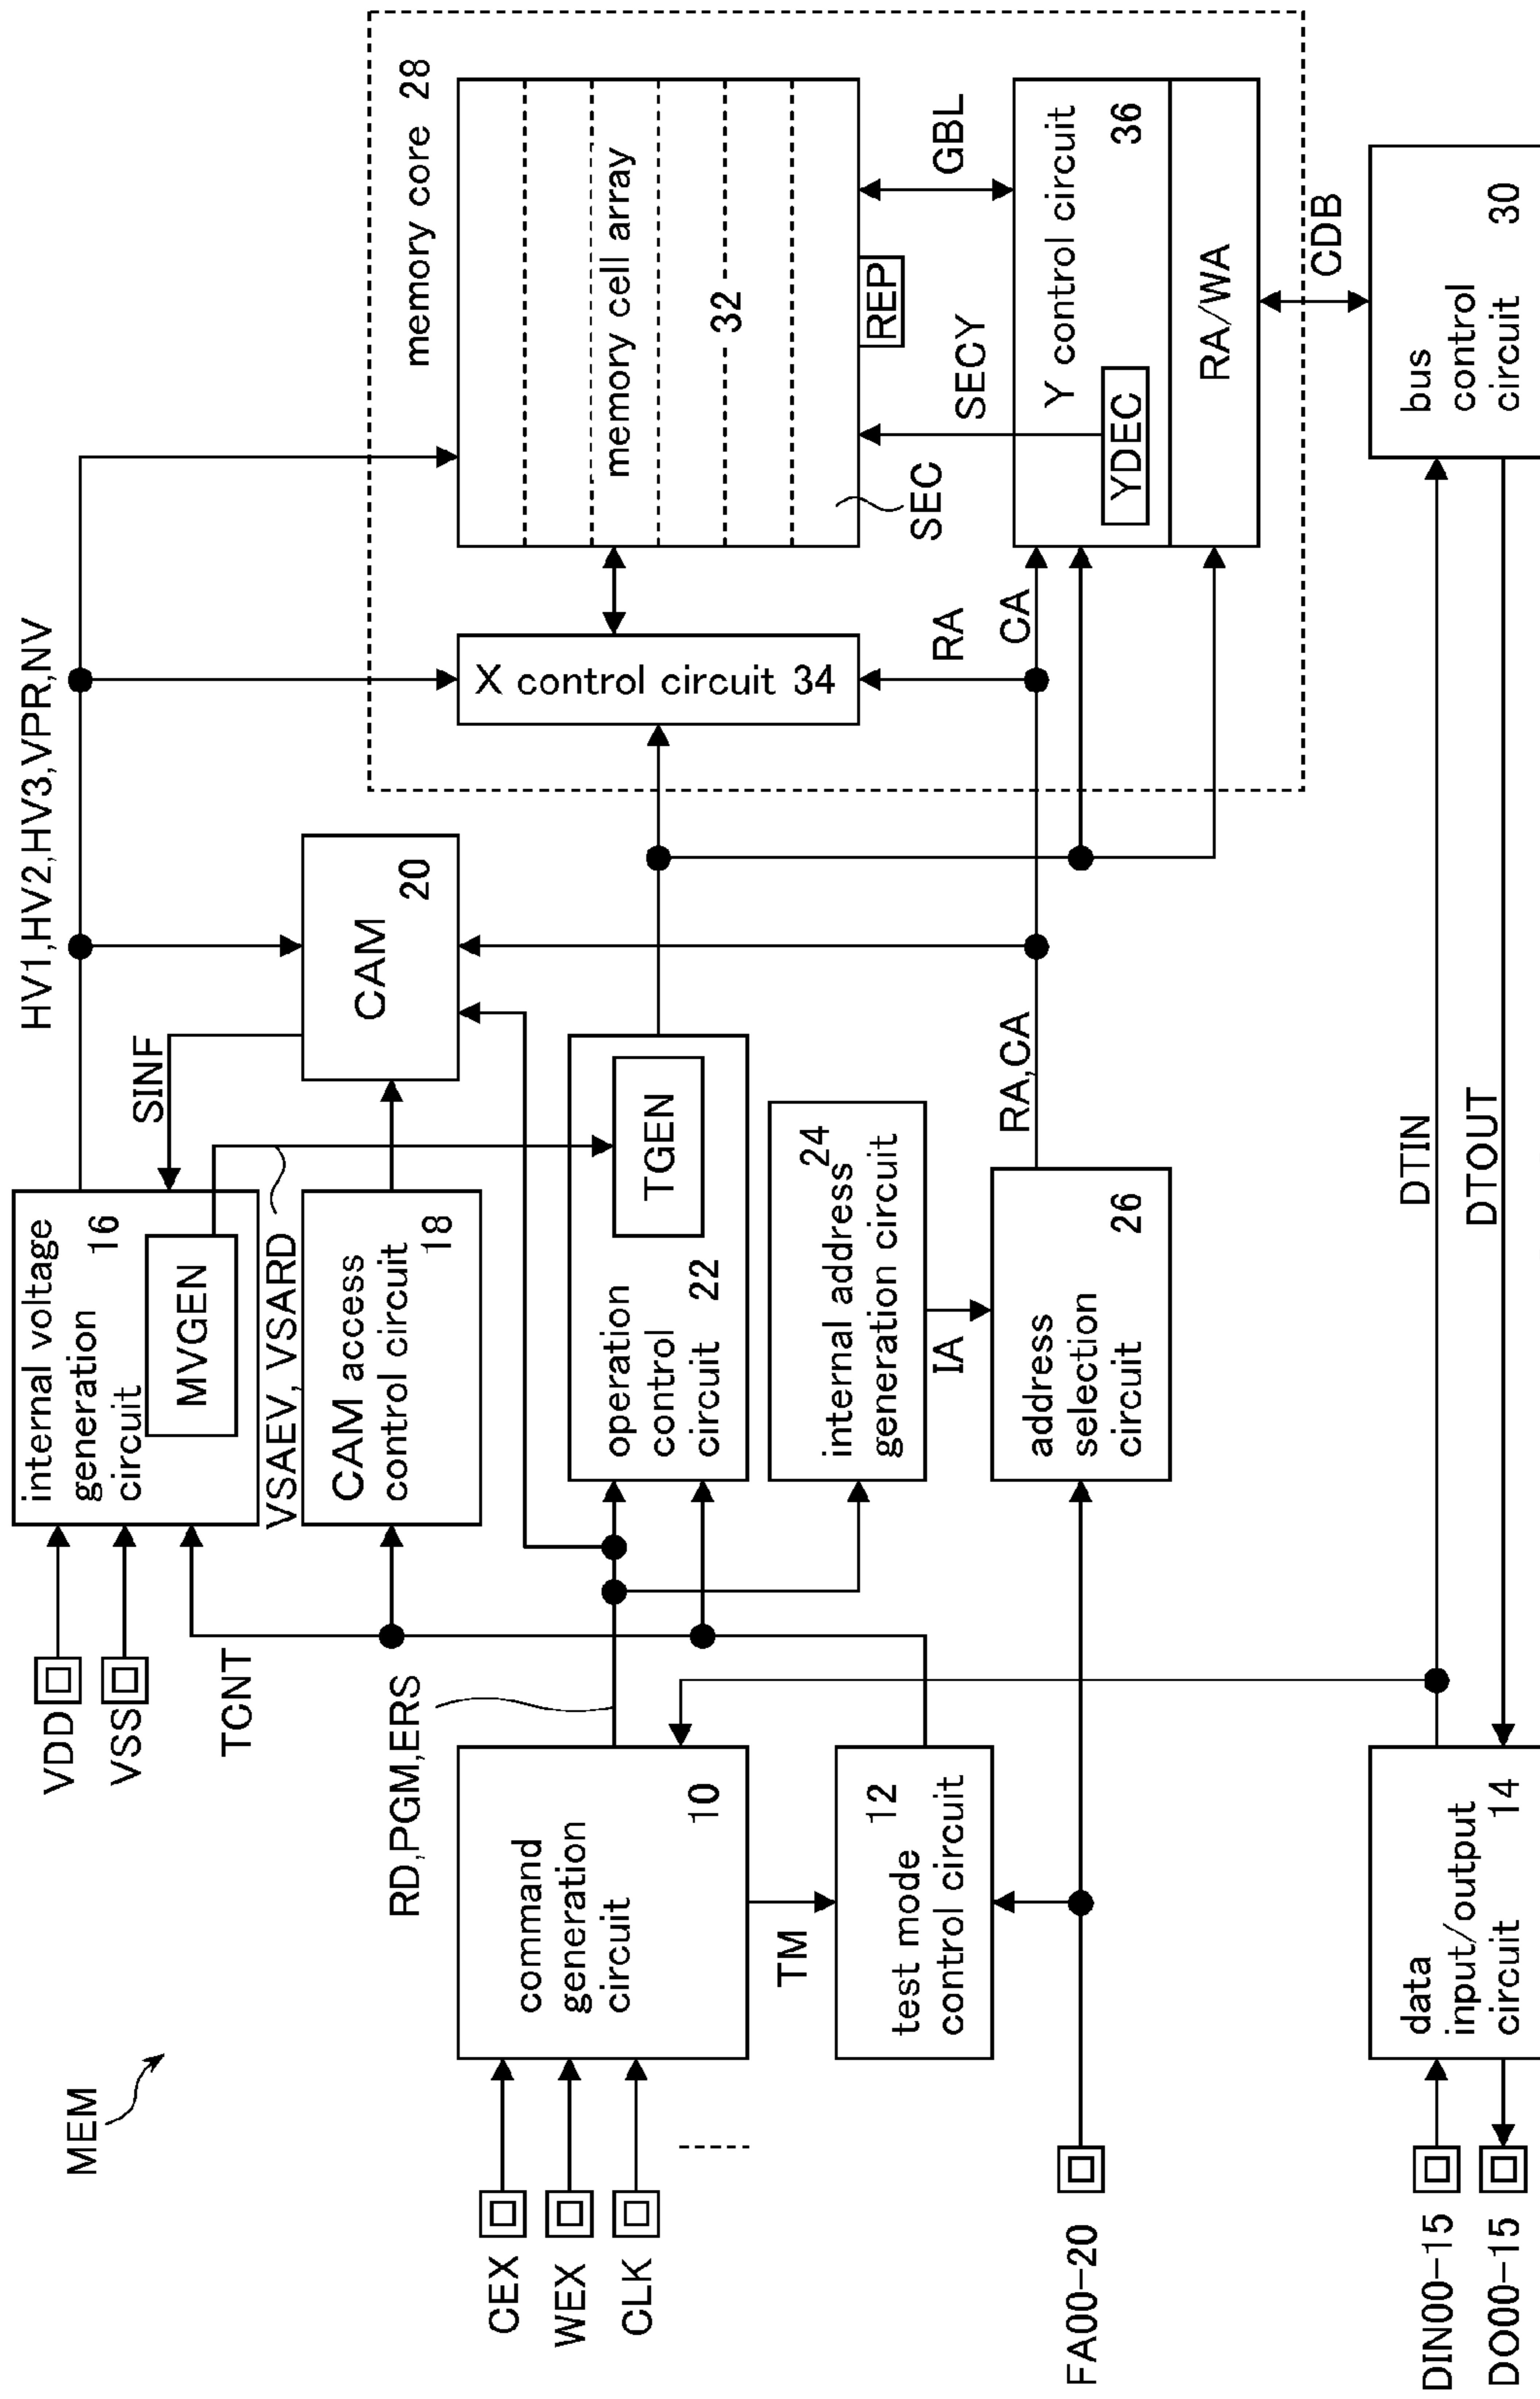 MEM
VDD
VSS
TCNT
internal voltage
generation
circuit
16
MVGEN
SINF
HV1,HV2,HV3,VPR,NV
VSAEV, VSARD
CAM access
control circuit
18
CAM
20
CEX
WEX
CLK
command
generation
circuit
10
RD,PGM,ERS
operation
control
circuit
22
TGEN
TM
test mode
control circuit
12
internal address
generation circuit
24
IA
FA00-20
address
selection
circuit
26
RA,CA
memory core 28
X control circuit 34
RA
CA
memory cell array
32
SEC
SECY
REP
GBL
Y control circuit
36
YDEC
RA/WA
CDB
DIN00-15
DO00-15
data
input/output
circuit
14
DTIN
DTOUT
bus
control
circuit
30